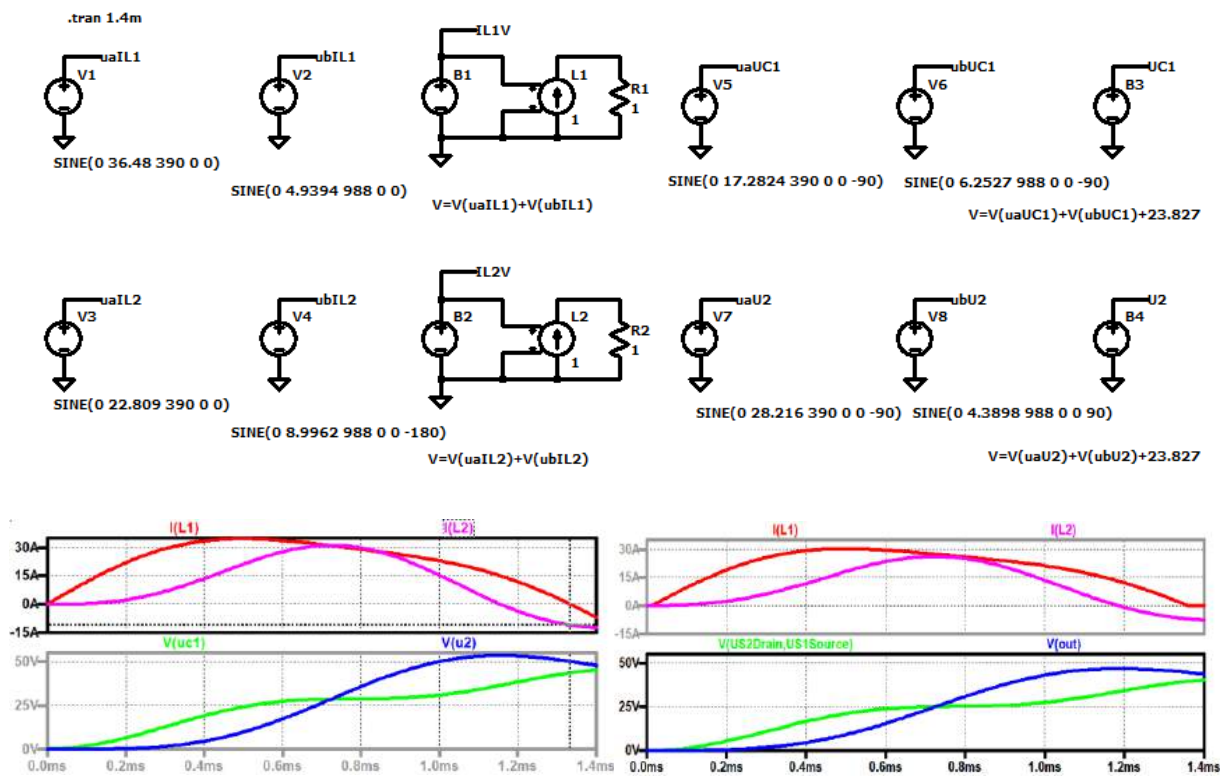 .tran 1.4m
uaIL1
V1
SINE(0 36.48 390 0 0)
ubIL1
V2
SINE(0 4.9394 988 0 0)
IL1V
B1
L1
1
R1
1
V=V(uaIL1)+V(ubIL1)
uaUC1
V5
SINE(0 17.2824 390 0 0 -90)
ubUC1
V6
SINE(0 6.2527 988 0 0 -90)
UC1
B3
V=V(uaUC1)+V(ubUC1)+23.827
uaIL2
V3
SINE(0 22.809 390 0 0)
ubIL2
V4
SINE(0 8.9962 988 0 0 -180)
IL2V
B2
L2
1
R2
1
V=V(uaIL2)+V(ubIL2)
uaU2
V7
SINE(0 28.216 390 0 0 -90)
ubU2
V8
SINE(0 4.3898 988 0 0 90)
U2
B4
V=V(uaU2)+V(ubU2)+23.827
I(L1) I(L2)
30A
15A
0A
-15A
V(uc1) V(u2)
50V
25V
0V
0.0ms 0.2ms 0.4ms 0.6ms 0.8ms 1.0ms 1.2ms 1.4ms
I(L1) I(L2)
30A
15A
0A
-15A
V(US2Drain,US1Source) V(out)
50V
25V
0V
0.0ms 0.2ms 0.4ms 0.6ms 0.8ms 1.0ms 1.2ms 1.4ms